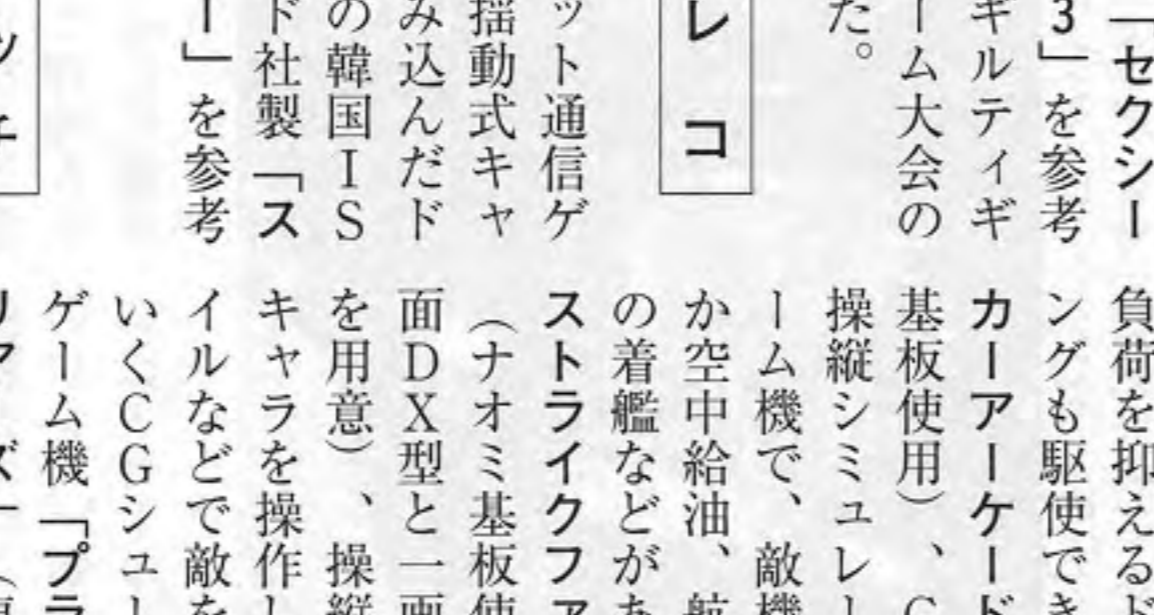 「セクシー
3」を参考
ギルティギ
ーム大会の
た。
レコ
ット通信ゲ
揺動式キャ
み込んだド
の韓国IS
ド社製「ス
ー」を参考
ッチ
負荷を抑えるド
ングも駆使でき
カーアーケード
基板使用）、C
操縦シミュレー
ーム機で、敵機
か空中給油、航
の着艦などがあ
ストライクファ
（ナオミ基板使
面DX型と一画
を用意）、操縦
キャラを操作し
イルなどで敵を
いくCGシュー
ゲーム機「プラ